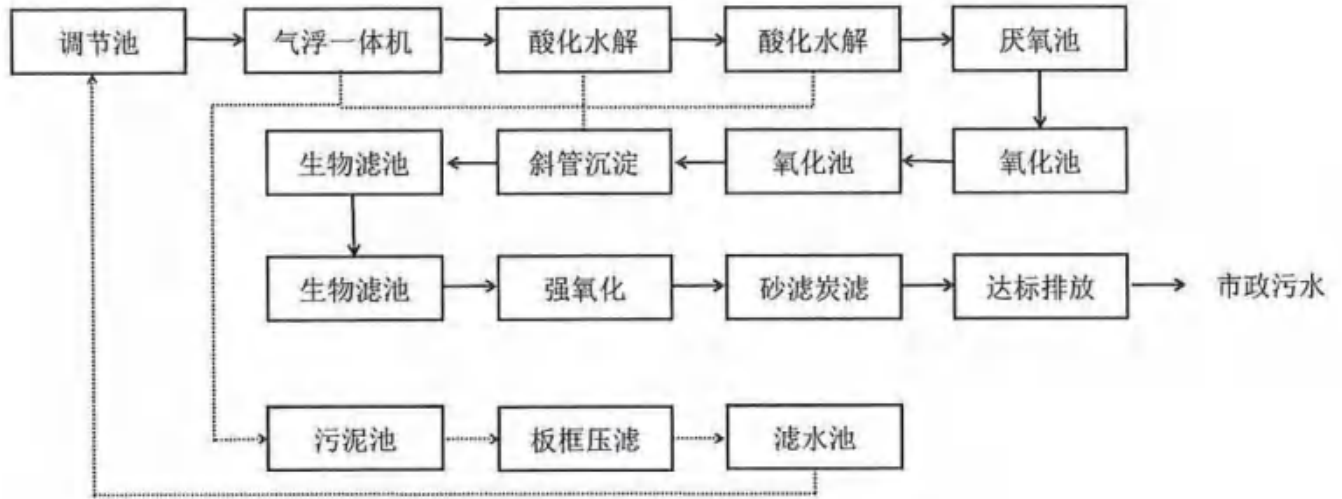 调节池 气浮一体机 酸化水解 酸化水解 厌氧池
生物滤池 斜管沉淀 氧化池 氧化池
生物滤池 强氧化 砂滤炭滤 达标排放 市政污水
污泥池 板框压滤 滤水池